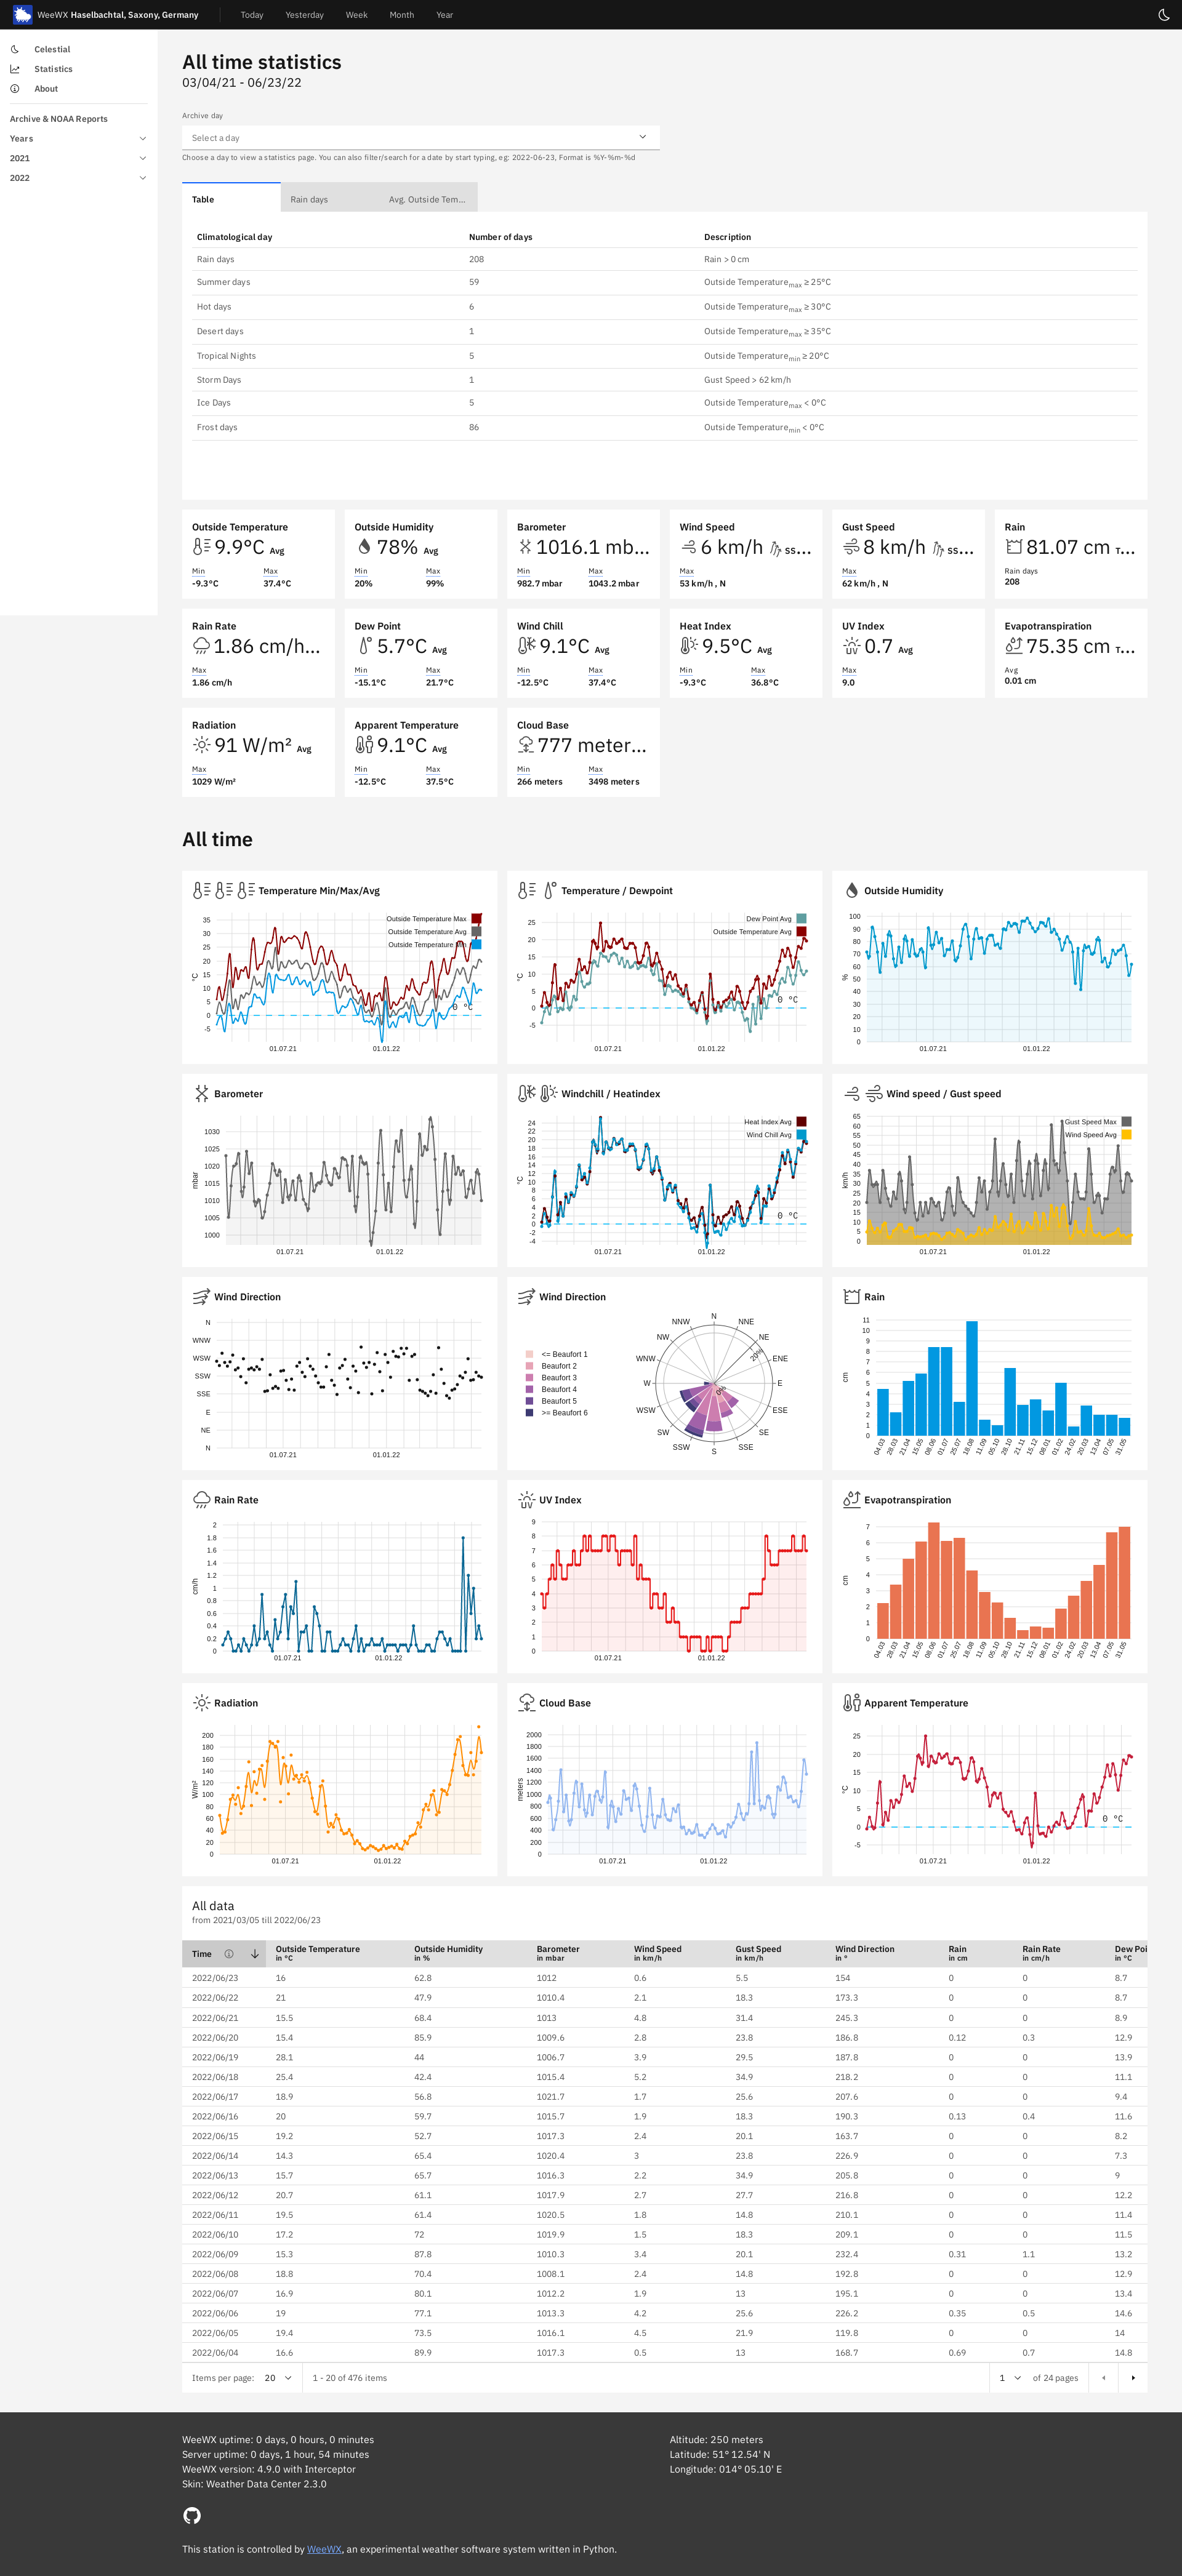 WeeWX Haselbachtal, Saxony, Germany Today Yesterday Week Month Year
Celestial
Statistics
About
Archive & NOAA Reports
Years
2021
2022
All time statistics
03/04/21 - 06/23/22
Archive day
Select a day
Choose a day to view a statistics page. You can also filter/search for a date by start typing, eg: 2022-06-23, Format is %Y-%m-%d
Table Rain days Avg. Outside Tem...
Climatological day Number of days Description
Rain days 208 Rain > 0 cm
Summer days 59 Outside Temperaturemax ≥ 25°C
Hot days 6 Outside Temperaturemax ≥ 30°C
Desert days 1 Outside Temperaturemax ≥ 35°C
Tropical Nights 5 Outside Temperaturemin ≥ 20°C
Storm Days 1 Gust Speed > 62 km/h
Ice Days 5 Outside Temperaturemax < 0°C
Frost days 86 Outside Temperaturemin < 0°C
Outside Temperature
9.9°C Avg
Min Max
-9.3°C 37.4°C
Outside Humidity
78% Avg
Min Max
20% 99%
Barometer
1016.1 mb...
Min Max
982.7 mbar 1043.2 mbar
Wind Speed
6 km/h SS...
Max
53 km/h , N
Gust Speed
8 km/h SS...
Max
62 km/h , N
Rain
81.07 cm T...
Rain days
208
Rain Rate
1.86 cm/h...
Max
1.86 cm/h
Dew Point
5.7°C Avg
Min Max
-15.1°C 21.7°C
Wind Chill
9.1°C Avg
Min Max
-12.5°C 37.4°C
Heat Index
9.5°C Avg
Min Max
-9.3°C 36.8°C
UV Index
0.7 Avg
Max
9.0
Evapotranspiration
75.35 cm T...
Avg
0.01 cm
Radiation
91 W/m² Avg
Max
1029 W/m²
Apparent Temperature
9.1°C Avg
Min Max
-12.5°C 37.5°C
Cloud Base
777 meter...
Min Max
266 meters 3498 meters
All time
Temperature Min/Max/Avg
Outside Temperature Max
Outside Temperature Avg
Outside Temperature Min
°C
35
30
25
20
15
10
5
0
-5
0 °C
01.07.21 01.01.22
Temperature / Dewpoint
Dew Point Avg
Outside Temperature Avg
°C
25
20
15
10
5
0
-5
0 °C
01.07.21 01.01.22
Outside Humidity
%
100
90
80
70
60
50
40
30
20
10
0
01.07.21 01.01.22
Barometer
mbar
1030
1025
1020
1015
1010
1005
1000
01.07.21 01.01.22
Windchill / Heatindex
Heat Index Avg
Wind Chill Avg
°C
24
22
20
18
16
14
12
10
8
6
4
2
0
-2
-4
0 °C
01.07.21 01.01.22
Wind speed / Gust speed
Gust Speed Max
Wind Speed Avg
km/h
65
60
55
50
45
40
35
30
25
20
15
10
5
0
01.07.21 01.01.22
Wind Direction
N
WNW
WSW
SSW
SSE
E
NE
N
01.07.21 01.01.22
Wind Direction
<= Beaufort 1
Beaufort 2
Beaufort 3
Beaufort 4
Beaufort 5
>= Beaufort 6
N
NNE
NE
ENE
E
ESE
SE
SSE
S
SSW
SW
WSW
W
WNW
NW
NNW
20%
0%
Rain
cm
11
10
9
8
7
6
5
4
3
2
1
0
04.03 28.03 21.04 15.05 08.06 01.07 25.07 18.08 11.09 05.10 28.10 21.11 15.12 08.01 01.02 24.02 20.03 13.04 07.05 31.05
Rain Rate
cm/h
2
1.8
1.6
1.4
1.2
1
0.8
0.6
0.4
0.2
0
01.07.21 01.01.22
UV Index
9
8
7
6
5
4
3
2
1
0
01.07.21 01.01.22
Evapotranspiration
cm
7
6
5
4
3
2
1
0
04.03 28.03 21.04 15.05 08.06 01.07 25.07 18.08 11.09 05.10 28.10 21.11 15.12 08.01 01.02 24.02 20.03 13.04 07.05 31.05
Radiation
W/m²
200
180
160
140
120
100
80
60
40
20
0
01.07.21 01.01.22
Cloud Base
meters
2000
1800
1600
1400
1200
1000
800
600
400
200
0
01.07.21 01.01.22
Apparent Temperature
°C
25
20
15
10
5
0
-5
0 °C
01.07.21 01.01.22
All data
from 2021/03/05 till 2022/06/23
Time Outside Temperature Outside Humidity Barometer Wind Speed Gust Speed Wind Direction Rain Rain Rate Dew Poi
in °C in % in mbar in km/h in km/h in ° in cm in cm/h in °C
2022/06/23 16 62.8 1012 0.6 5.5 154 0 0 8.7
2022/06/22 21 47.9 1010.4 2.1 18.3 173.3 0 0 8.7
2022/06/21 15.5 68.4 1013 4.8 31.4 245.3 0 0 8.9
2022/06/20 15.4 85.9 1009.6 2.8 23.8 186.8 0.12 0.3 12.9
2022/06/19 28.1 44 1006.7 3.9 29.5 187.8 0 0 13.9
2022/06/18 25.4 42.4 1015.4 5.2 34.9 218.2 0 0 11.1
2022/06/17 18.9 56.8 1021.7 1.7 25.6 207.6 0 0 9.4
2022/06/16 20 59.7 1015.7 1.9 18.3 190.3 0.13 0.4 11.6
2022/06/15 19.2 52.7 1017.3 2.4 20.1 163.7 0 0 8.2
2022/06/14 14.3 65.4 1020.4 3 23.8 226.9 0 0 7.3
2022/06/13 15.7 65.7 1016.3 2.2 34.9 205.8 0 0 9
2022/06/12 20.7 61.1 1017.9 2.7 27.7 216.8 0 0 12.2
2022/06/11 19.5 61.4 1020.5 1.8 14.8 210.1 0 0 11.4
2022/06/10 17.2 72 1019.9 1.5 18.3 209.1 0 0 11.5
2022/06/09 15.3 87.8 1010.3 3.4 20.1 232.4 0.31 1.1 13.2
2022/06/08 18.8 70.4 1008.1 2.4 14.8 192.8 0 0 12.9
2022/06/07 16.9 80.1 1012.2 1.9 13 195.1 0 0 13.4
2022/06/06 19 77.1 1013.3 4.2 25.6 226.2 0.35 0.5 14.6
2022/06/05 19.4 73.5 1016.1 4.5 21.9 119.8 0 0 14
2022/06/04 16.6 89.9 1017.3 0.5 13 168.7 0.69 0.7 14.8
Items per page: 20 1 - 20 of 476 items 1 of 24 pages
WeeWX uptime: 0 days, 0 hours, 0 minutes
Server uptime: 0 days, 1 hour, 54 minutes
WeeWX version: 4.9.0 with Interceptor
Skin: Weather Data Center 2.3.0
Altitude: 250 meters
Latitude: 51° 12.54' N
Longitude: 014° 05.10' E
This station is controlled by WeeWX, an experimental weather software system written in Python.